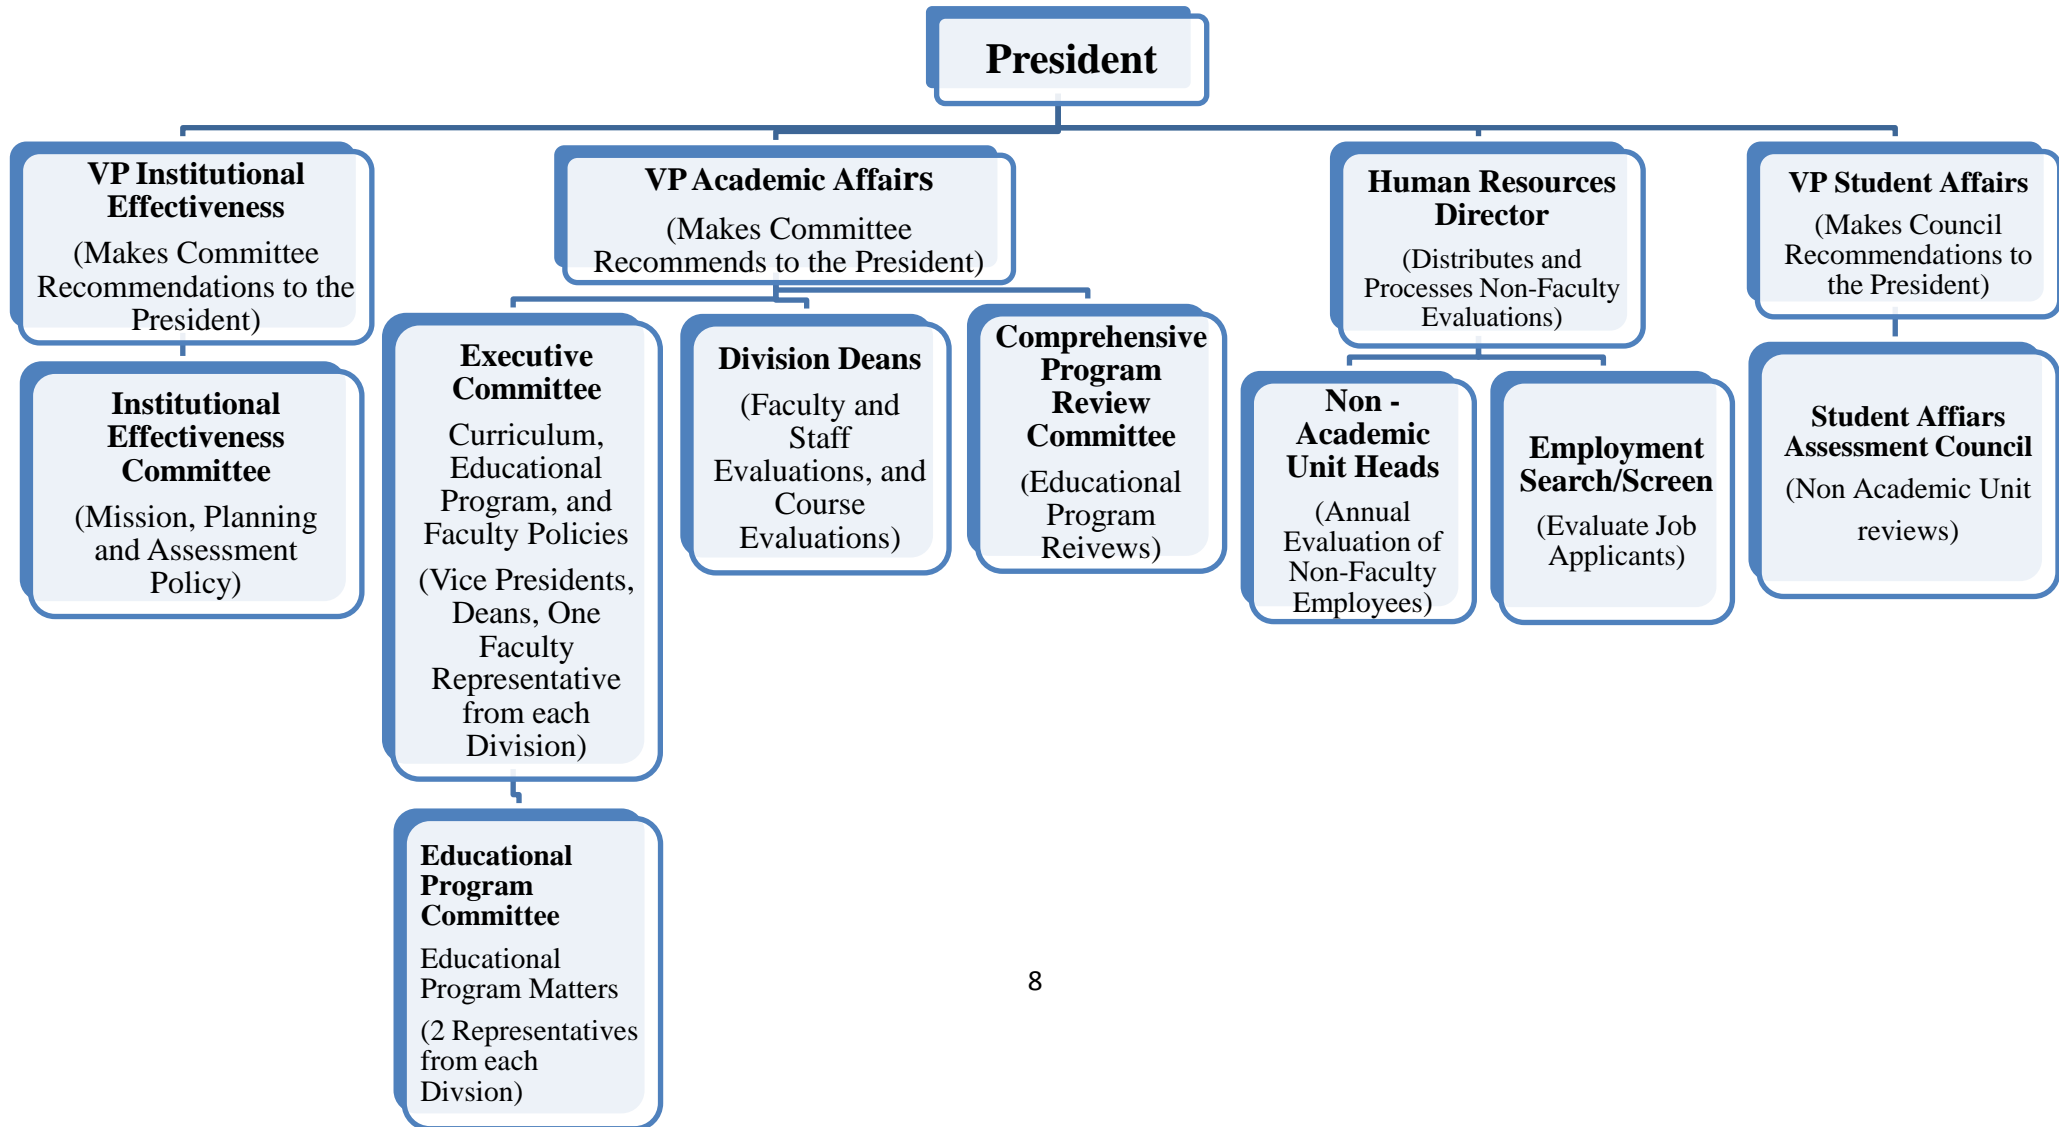 President
VP Institutional
Effectiveness
(Makes Committee
Recommendations to the
President)
VP Academic Affairs
(Makes Committee
Recommends to the President)
Human Resources
Director
(Distributes and
Processes Non-Faculty
Evaluations)
VP Student Affairs
(Makes Council
Recommendations to
the President)
Institutional
Effectiveness
Committee
(Mission, Planning
and Assessment
Policy)
Executive
Committee
Curriculum,
Educational
Program, and
Faculty Policies
(Vice Presidents,
Deans, One
Faculty
Representative
from each
Division)
Division Deans
(Faculty and
Staff
Evaluations, and
Course
Evaluations)
Comprehensive
Program
Review
Committee
(Educational
Program
Reivews)
Non -
Academic
Unit Heads
(Annual
Evaluation of
Non-Faculty
Employees)
Employment
Search/Screen
(Evaluate Job
Applicants)
Student Affiars
Assessment Council
(Non Academic Unit
reviews)
Educational
Program
Committee
Educational
Program Matters
(2 Representatives
from each
Divsion)
8